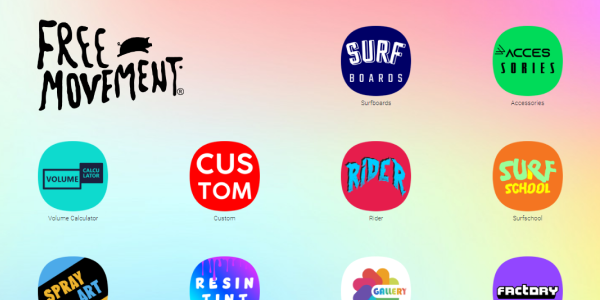 FREE
MOVEMENT®
SURF
BOARDS
Surfboards
ACCES
SORIES
Accessories
VOLUME
CALCU
LATOR
Volume Calculator
CUS
TOM
Custom
RIDER
Rider
SURF
SCHOOL
Surfschool
SPRAY
ART
RESIN
TINT
GALLERY
FACTORY